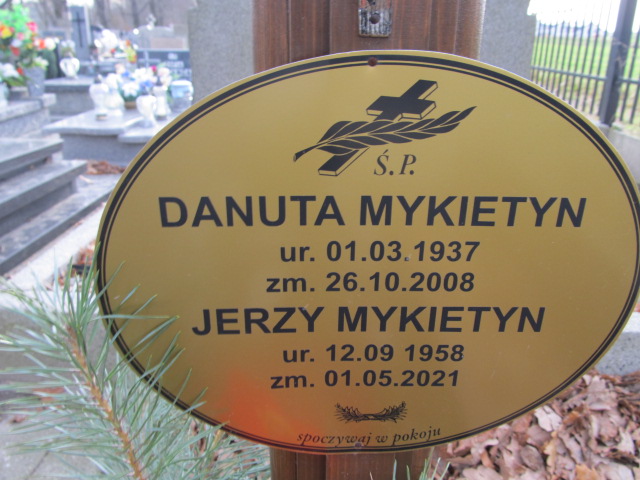 Ś.P.
DANUTA MYKIETYN
ur. 01.03.1937
zm. 26.10.2008
JERZY MYKIETYN
ur. 12.09 1958
zm. 01.05.2021
spoczywaj w pokoju